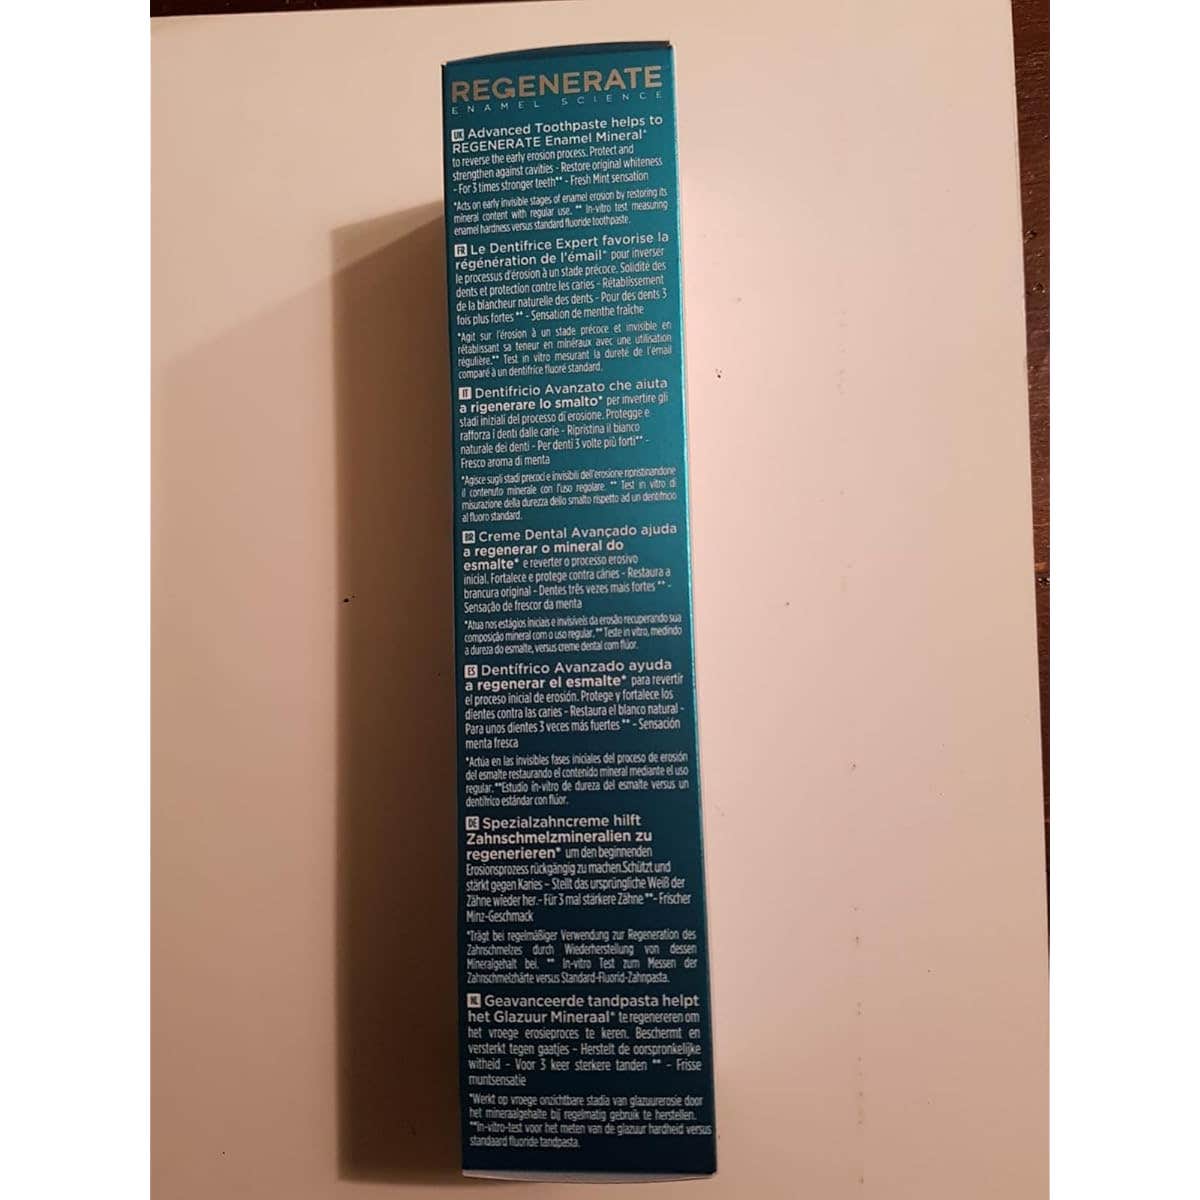 REGENERATE
ENAMEL SCIENCE
UK Advanced Toothpaste helps to
REGENERATE Enamel Mineral*
to reverse the early erosion process. Protect and
strengthen against cavities - Restore original whiteness
- For 3 times stronger teeth** - Fresh Mint sensation
*Acts on early invisible stages of enamel erosion by restoring its
mineral content with regular use. ** In-vitro test measuring
enamel hardness versus standard fluoride toothpaste.
FR Le Dentifrice Expert favorise la
régénération de l'émail* pour inverser
le processus d'érosion à un stade précoce. Solidité des
dents et protection contre les caries - Rétablissement
de la blancheur naturelle des dents - Pour des dents 3
fois plus fortes ** - Sensation de menthe fraîche
*Agit sur l'érosion à un stade précoce et invisible en
rétablissant sa teneur en minéraux avec une utilisation
régulière.** Test in vitro mesurant la dureté de l'émail
comparé à un dentifrice fluoré standard.
IT Dentifricio Avanzato che aiuta
a rigenerare lo smalto* per invertire gli
stadi iniziali del processo di erosione. Protegge e
rafforza i denti dalle carie - Ripristina il bianco
naturale dei denti - Per denti 3 volte più forti** -
Fresco aroma di menta
*Agisce sugli stadi precoci e invisibili dell'erosione ripristinandone
il contenuto minerale con l'uso regolare. ** Test in vitro di
misurazione della durezza dello smalto rispetto ad un dentifricio
al fluoro standard.
BR Creme Dental Avançado ajuda
a regenerar o mineral do
esmalte* e reverter o processo erosivo
inicial. Fortalece e protege contra cáries - Restaura a
brancura original - Dentes três vezes mais fortes ** -
Sensação de frescor da menta
*Atua nos estágios iniciais e invisíveis da erosão recuperando sua
composição mineral com o uso regular. ** Teste in vitro, medindo
a dureza do esmalte, versus creme dental com flúor.
ES Dentífrico Avanzado ayuda
a regenerar el esmalte* para revertir
el proceso inicial de erosión. Protege y fortalece los
dientes contra las caries - Restaura el blanco natural -
Para unos dientes 3 veces más fuertes ** - Sensación
menta fresca
*Actúa en las invisibles fases iniciales del proceso de erosión
del esmalte restaurando el contenido mineral mediante el uso
regular.**Estudio in-vitro de dureza del esmalte versus un
dentífrico estándar con flúor.
DE Spezialzahncreme hilft
Zahnschmelzmineralien zu
regenerieren* um den beginnenden
Erosionsprozess rückgängig zu machen.Schützt und
stärkt gegen Karies – Stellt das ursprüngliche Weiß der
Zähne wieder her.- Für 3 mal stärkere Zähne **- Frischer
Minz-Geschmack
*Trägt bei regelmäßiger Verwendung zur Regeneration des
Zahnschmelzes durch Wiederherstellung von dessen
Mineralgehalt bei. ** In-vitro Test zum Messen der
Zahnschmelzhärte versus Standard-Fluorid-Zahnpasta.
NL Geavanceerde tandpasta helpt
het Glazuur Mineraal* te regenereren om
het vroege erosieproces te keren. Beschermt en
versterkt tegen gaatjes - Herstelt de oorspronkelijke
witheid - Voor 3 keer sterkere tanden ** - Frisse
muntsensatie
*Werkt op vroege onzichtbare stadia van glazuurerosie door
het mineraalgehalte bij regelmatig gebruik te herstellen.
**In-vitro-test voor het meten van de glazuur hardheid versus
standaard fluoride tandpasta.